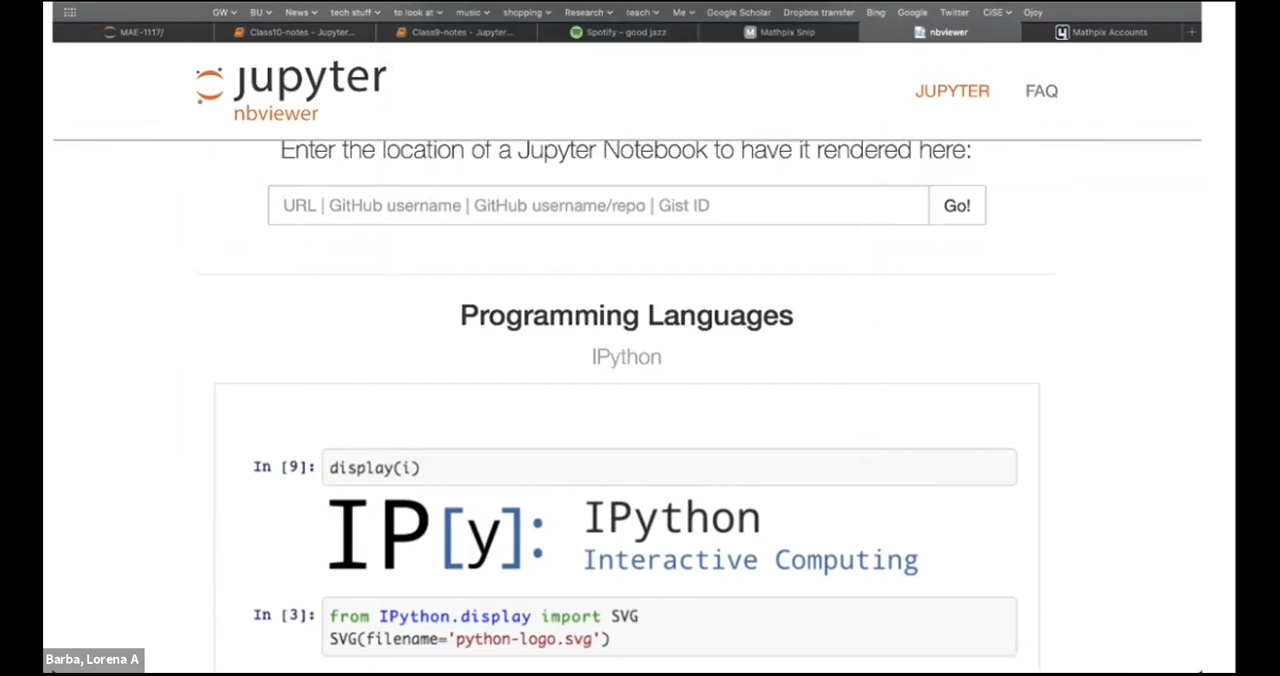 GW BU News tech stuff to look at music shopping Research teach Me Google Scholar Dropbox transfer Bing Google Twitter CISE Ojoy
MAE-1117/ Class10-notes - Jupyter... Class9-notes - Jupyter... Spotify – good jazz M Mathpix Snip nbviewer Mathpix Accounts +
jupyter
nbviewer
JUPYTER FAQ
Enter the location of a Jupyter Notebook to have it rendered here:
URL | GitHub username | GitHub username/repo | Gist ID Go!
Programming Languages
IPython
In [9]: display(i)
IP[y]: IPython
Interactive Computing
In [3]: from IPython.display import SVG
SVG(filename='python-logo.svg')
Barba, Lorena A